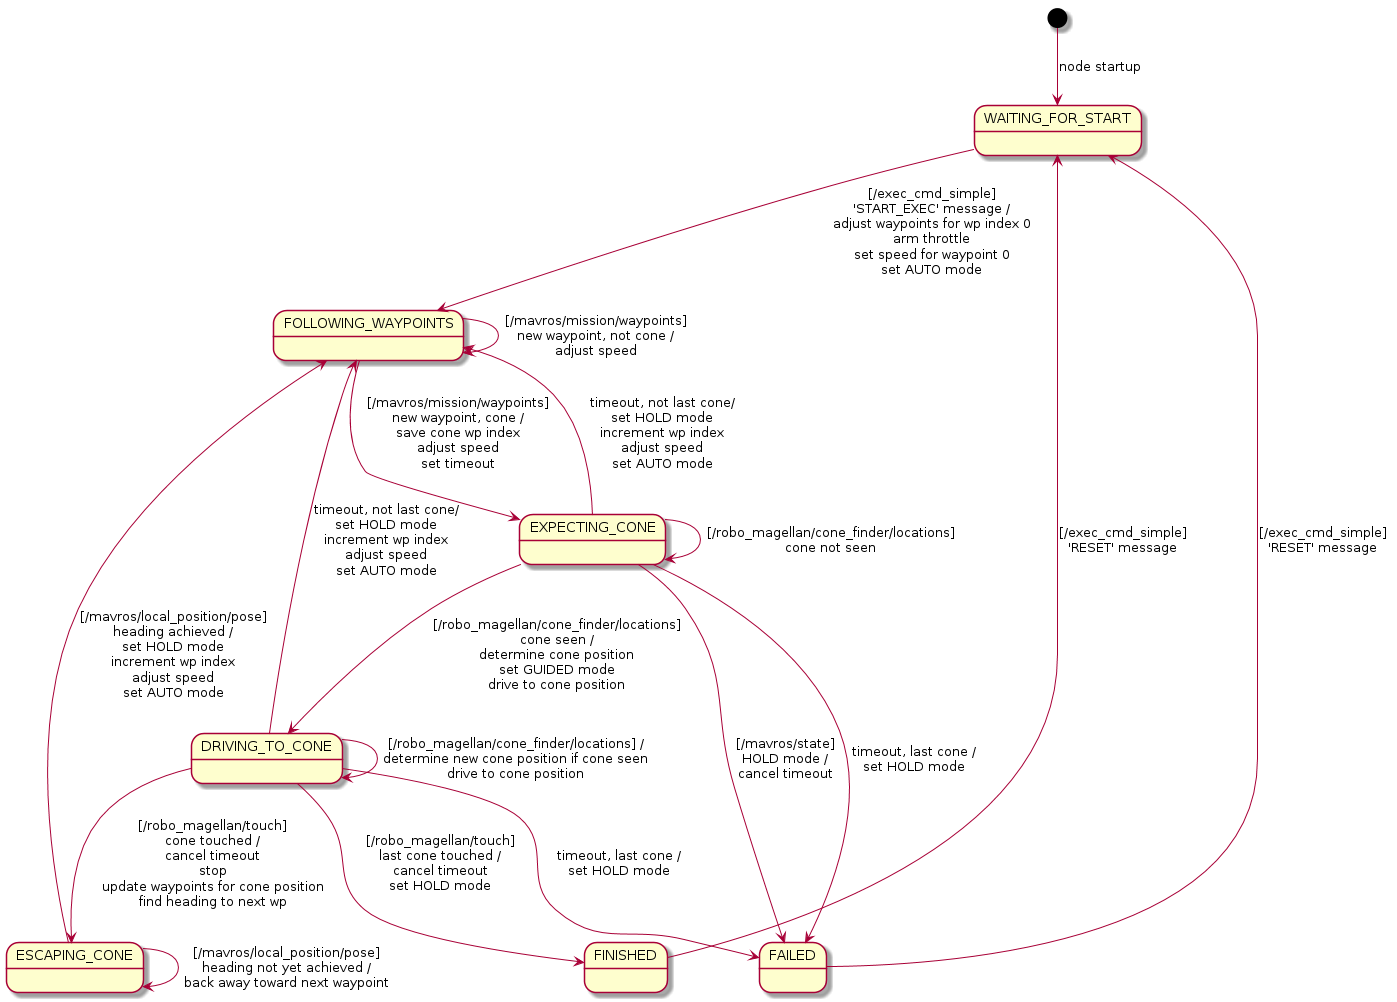 node startup
WAITING_FOR_START
[/exec_cmd_simple]
'START_EXEC' message /
adjust waypoints for wp index 0
arm throttle
set speed for waypoint 0
set AUTO mode
FOLLOWING_WAYPOINTS
[/mavros/mission/waypoints]
new waypoint, not cone /
adjust speed
[/mavros/mission/waypoints]
new waypoint, cone /
save cone wp index
adjust speed
set timeout
timeout, not last cone/
set HOLD mode
increment wp index
adjust speed
set AUTO mode
timeout, not last cone/
set HOLD mode
increment wp index
adjust speed
set AUTO mode
EXPECTING_CONE
[/robo_magellan/cone_finder/locations]
cone not seen
[/exec_cmd_simple]
'RESET' message
[/exec_cmd_simple]
'RESET' message
[/mavros/local_position/pose]
heading achieved /
set HOLD mode
increment wp index
adjust speed
set AUTO mode
[/robo_magellan/cone_finder/locations]
cone seen /
determine cone position
set GUIDED mode
drive to cone position
DRIVING_TO_CONE
[/robo_magellan/cone_finder/locations] /
determine new cone position if cone seen
drive to cone position
[/mavros/state]
HOLD mode /
cancel timeout
timeout, last cone /
set HOLD mode
[/robo_magellan/touch]
cone touched /
cancel timeout
stop
update waypoints for cone position
find heading to next wp
[/robo_magellan/touch]
last cone touched /
cancel timeout
set HOLD mode
timeout, last cone /
set HOLD mode
ESCAPING_CONE
[/mavros/local_position/pose]
heading not yet achieved /
back away toward next waypoint
FINISHED
FAILED